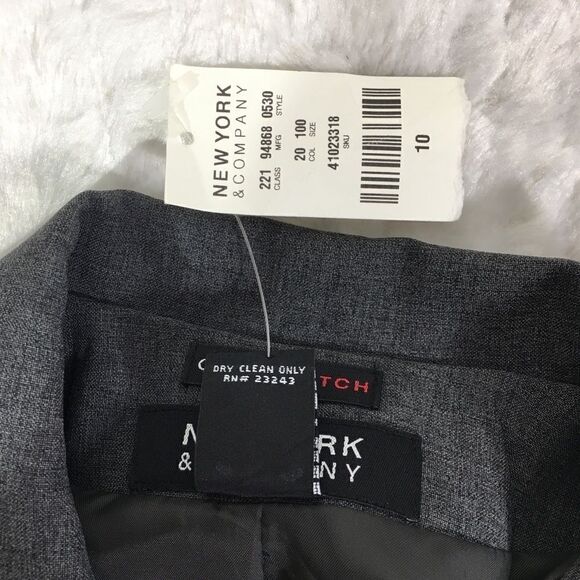 NEW YORK
& COMPANY
221 94868 0530
CLASS MFG STYLE
20 100
COL SIZE
41023318
SKU
10
DRY CLEAN ONLY
RN# 23243
TCH
N RK
& NY